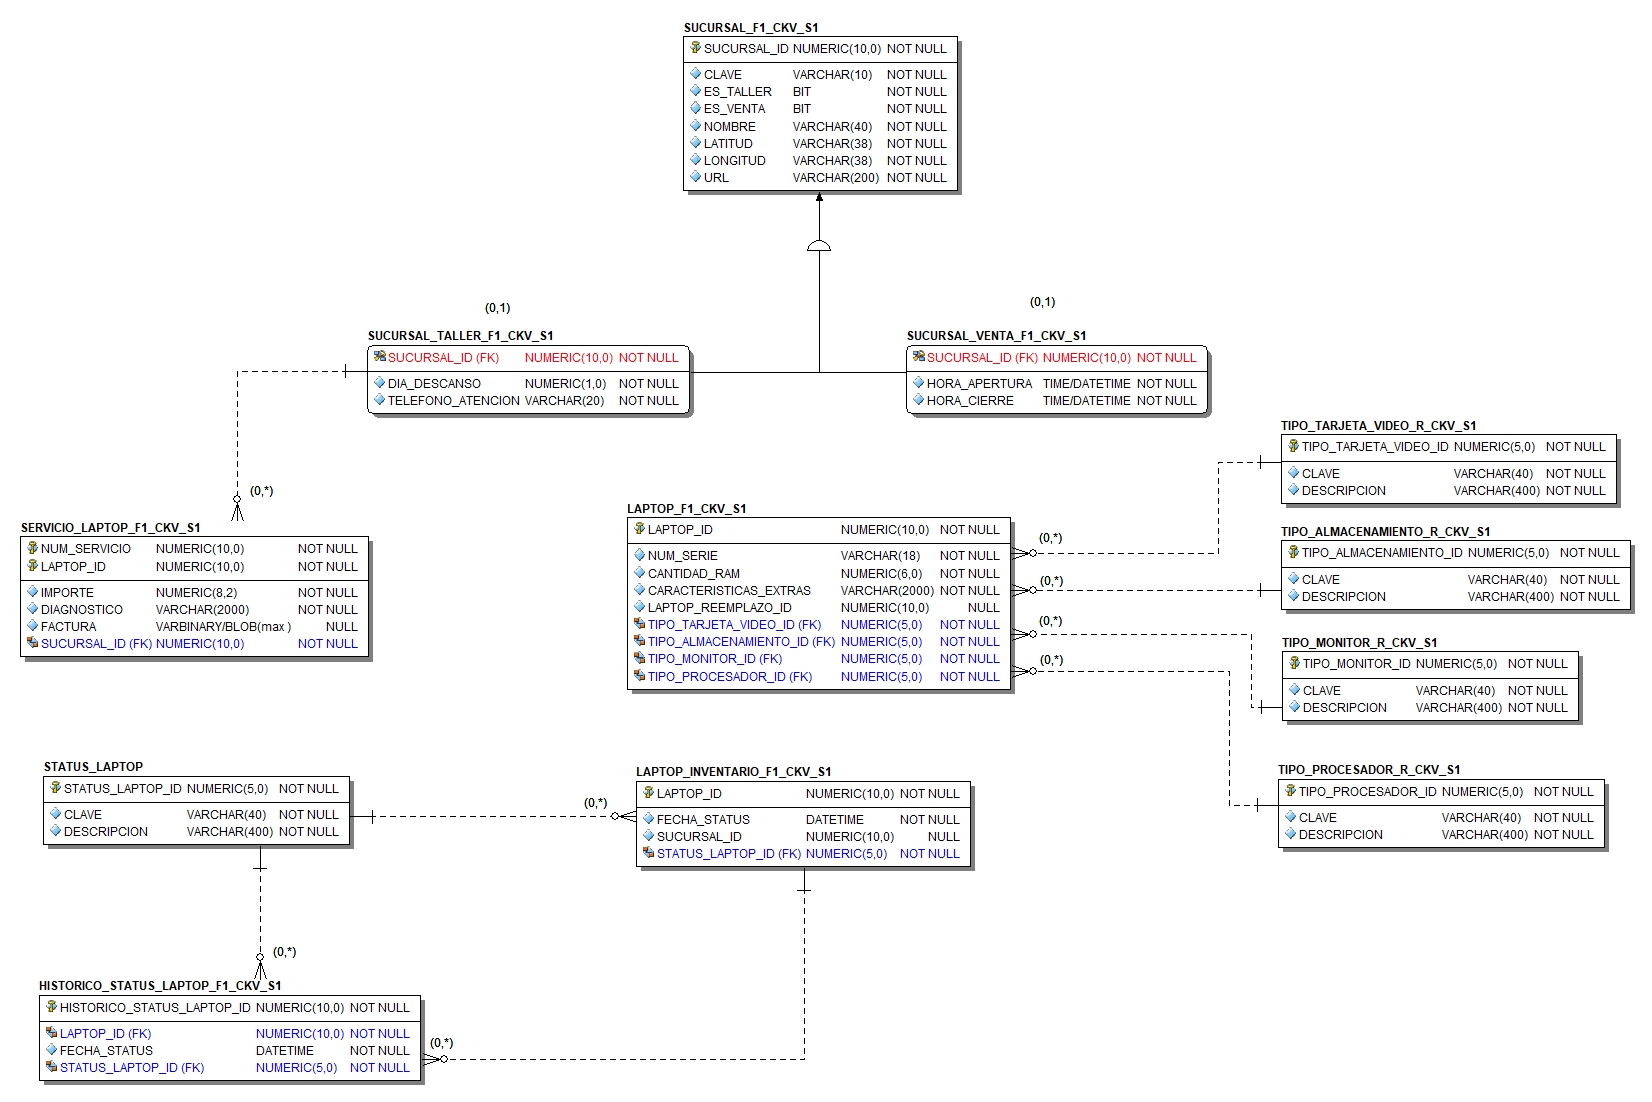 SUCURSAL_F1_CKV_S1
SUCURSAL_ID NUMERIC(10,0) NOT NULL
CLAVE VARCHAR(10) NOT NULL
ES_TALLER BIT NOT NULL
ES_VENTA BIT NOT NULL
NOMBRE VARCHAR(40) NOT NULL
LATITUD VARCHAR(38) NOT NULL
LONGITUD VARCHAR(38) NOT NULL
URL VARCHAR(200) NOT NULL
(0,1)
(0,1)
SUCURSAL_TALLER_F1_CKV_S1
SUCURSAL_ID (FK) NUMERIC(10,0) NOT NULL
DIA_DESCANSO NUMERIC(1,0) NOT NULL
TELEFONO_ATENCION VARCHAR(20) NOT NULL
SUCURSAL_VENTA_F1_CKV_S1
SUCURSAL_ID (FK) NUMERIC(10,0) NOT NULL
HORA_APERTURA TIME/DATETIME NOT NULL
HORA_CIERRE TIME/DATETIME NOT NULL
(0,*)
SERVICIO_LAPTOP_F1_CKV_S1
NUM_SERVICIO NUMERIC(10,0) NOT NULL
LAPTOP_ID NUMERIC(10,0) NOT NULL
IMPORTE NUMERIC(8,2) NOT NULL
DIAGNOSTICO VARCHAR(2000) NOT NULL
FACTURA VARBINARY/BLOB(max ) NULL
SUCURSAL_ID (FK) NUMERIC(10,0) NOT NULL
LAPTOP_F1_CKV_S1
LAPTOP_ID NUMERIC(10,0) NOT NULL
NUM_SERIE VARCHAR(18) NOT NULL
CANTIDAD_RAM NUMERIC(6,0) NOT NULL
CARACTERISTICAS_EXTRAS VARCHAR(2000) NOT NULL
LAPTOP_REEMPLAZO_ID NUMERIC(10,0) NULL
TIPO_TARJETA_VIDEO_ID (FK) NUMERIC(5,0) NOT NULL
TIPO_ALMACENAMIENTO_ID (FK) NUMERIC(5,0) NOT NULL
TIPO_MONITOR_ID (FK) NUMERIC(5,0) NOT NULL
TIPO_PROCESADOR_ID (FK) NUMERIC(5,0) NOT NULL
(0,*)
(0,*)
(0,*)
(0,*)
TIPO_TARJETA_VIDEO_R_CKV_S1
TIPO_TARJETA_VIDEO_ID NUMERIC(5,0) NOT NULL
CLAVE VARCHAR(40) NOT NULL
DESCRIPCION VARCHAR(400) NOT NULL
TIPO_ALMACENAMIENTO_R_CKV_S1
TIPO_ALMACENAMIENTO_ID NUMERIC(5,0) NOT NULL
CLAVE VARCHAR(40) NOT NULL
DESCRIPCION VARCHAR(400) NOT NULL
TIPO_MONITOR_R_CKV_S1
TIPO_MONITOR_ID NUMERIC(5,0) NOT NULL
CLAVE VARCHAR(40) NOT NULL
DESCRIPCION VARCHAR(400) NOT NULL
TIPO_PROCESADOR_R_CKV_S1
TIPO_PROCESADOR_ID NUMERIC(5,0) NOT NULL
CLAVE VARCHAR(40) NOT NULL
DESCRIPCION VARCHAR(400) NOT NULL
STATUS_LAPTOP
STATUS_LAPTOP_ID NUMERIC(5,0) NOT NULL
CLAVE VARCHAR(40) NOT NULL
DESCRIPCION VARCHAR(400) NOT NULL
(0,*)
LAPTOP_INVENTARIO_F1_CKV_S1
LAPTOP_ID NUMERIC(10,0) NOT NULL
FECHA_STATUS DATETIME NOT NULL
SUCURSAL_ID NUMERIC(10,0) NULL
STATUS_LAPTOP_ID (FK) NUMERIC(5,0) NOT NULL
(0,*)
HISTORICO_STATUS_LAPTOP_F1_CKV_S1
HISTORICO_STATUS_LAPTOP_ID NUMERIC(10,0) NOT NULL
LAPTOP_ID (FK) NUMERIC(10,0) NOT NULL
FECHA_STATUS DATETIME NOT NULL
STATUS_LAPTOP_ID (FK) NUMERIC(5,0) NOT NULL
(0,*)